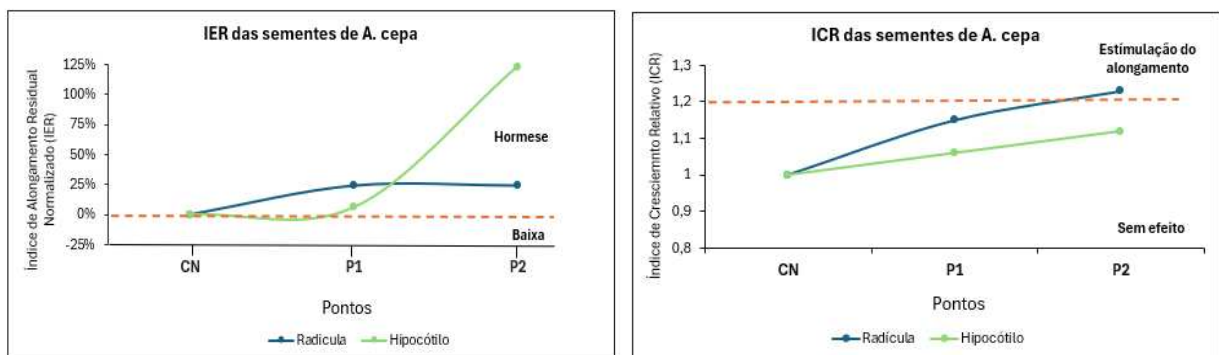 IER das sementes de A. cepa
Índice de Alongamento Residual
Normalizado (IER)
125%
100%
75%
50%
25%
0%
-25%
Hormese
Baixa
CN P1 P2
Pontos
Radícula Hipocótilo
ICR das sementes de A. cepa
Índice de Cresciemnto Relativo (ICR)
Estímulação do
alongamento
1,3
1,2
1,1
1
0,9
0,8
Sem efeito
CN P1 P2
Pontos
Radícula Hipocótilo